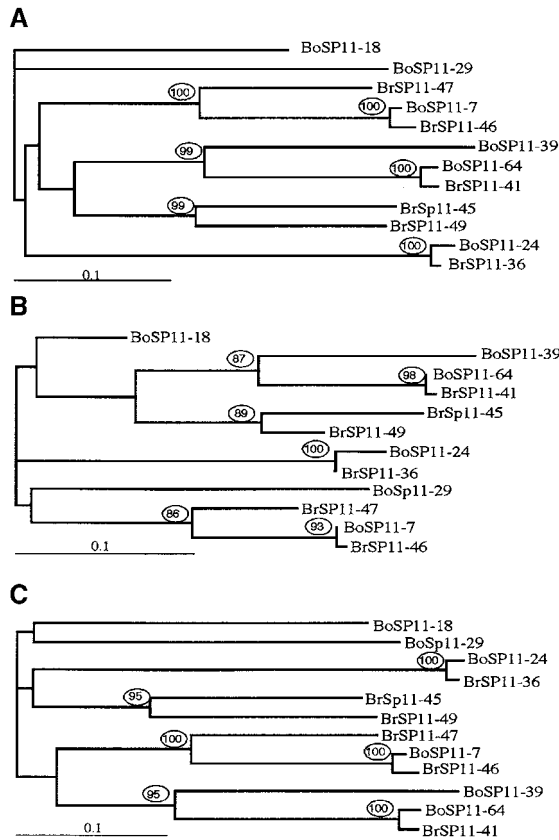 A
BoSP11-18
BoSP11-29
100
BrSP11-47
100
BoSP11-7
BrSP11-46
99
BoSP11-39
100
BoSP11-64
BrSP11-41
99
BrSp11-45
BrSP11-49
100
BoSP11-24
BrSP11-36
0.1
B
BoSP11-18
87
BoSP11-39
98
BoSP11-64
BrSP11-41
89
BrSp11-45
BrSP11-49
100
BoSP11-24
BrSP11-36
BoSp11-29
86
BrSP11-47
93
BoSP11-7
BrSP11-46
0.1
C
BoSP11-18
BoSp11-29
100
BoSP11-24
BrSP11-36
95
BrSp11-45
BrSP11-49
100
BrSP11-47
100
BoSP11-7
BrSP11-46
95
BoSP11-39
100
BoSP11-64
BrSP11-41
0.1